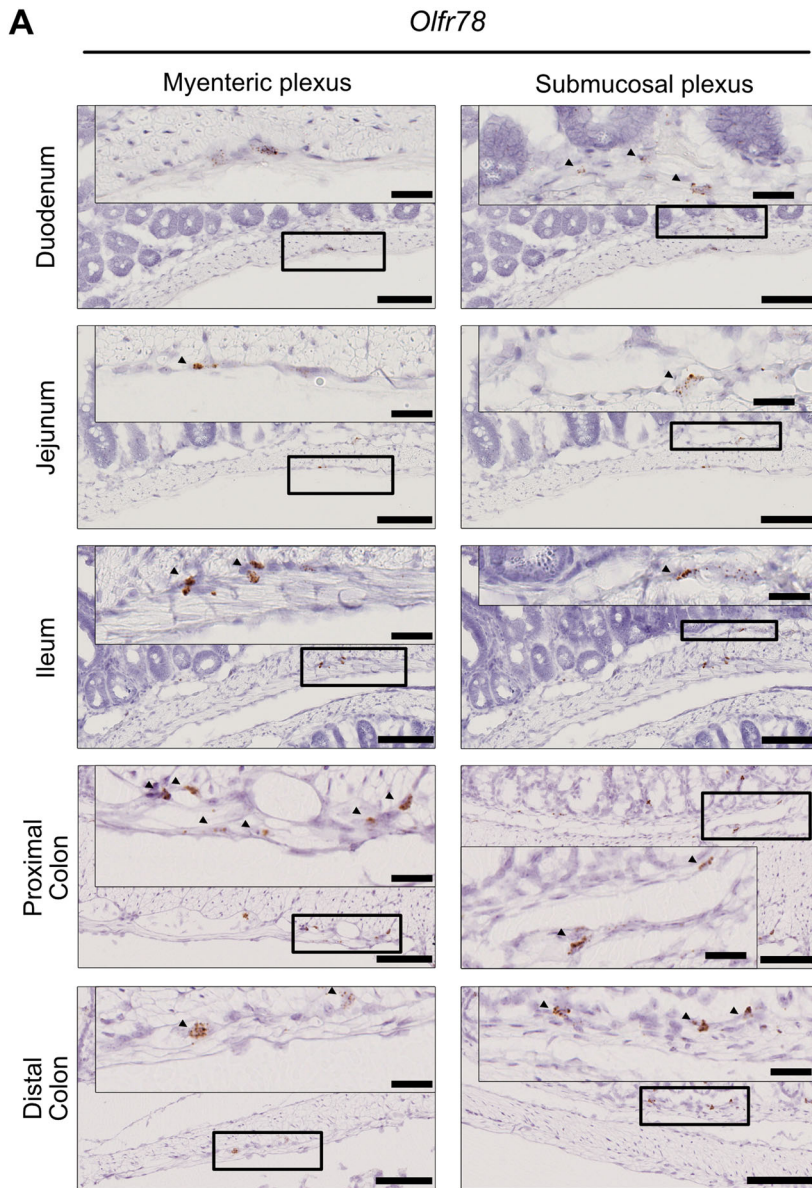 A
Olfr78
Myenteric plexus
Submucosal plexus
Duodenum
Jejunum
Ileum
Proximal
Colon
Distal
Colon